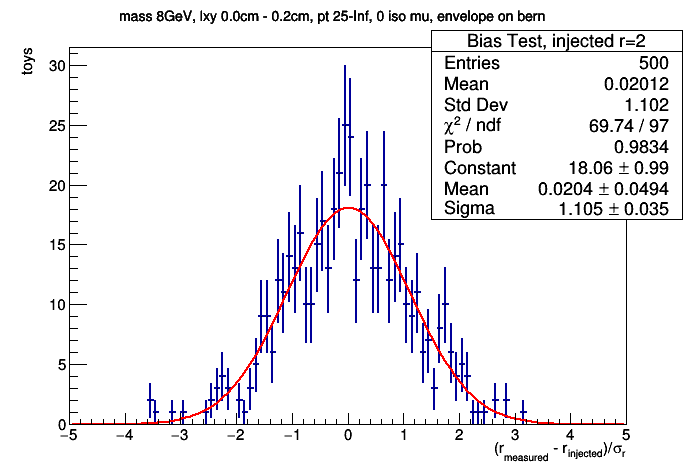 mass 8GeV, lxy 0.0cm - 0.2cm, pt 25-Inf, 0 iso mu, envelope on bern
Bias Test, injected r=2
Entries 500
Mean 0.02012
Std Dev 1.102
χ² / ndf 69.74 / 97
Prob 0.9834
Constant 18.06 ± 0.99
Mean 0.0204 ± 0.0494
Sigma 1.105 ± 0.035
toys
30
25
20
15
10
5
0
−5 −4 −3 −2 −1 0 1 2 3 4 5
(r_measured - r_injected)/σ_r